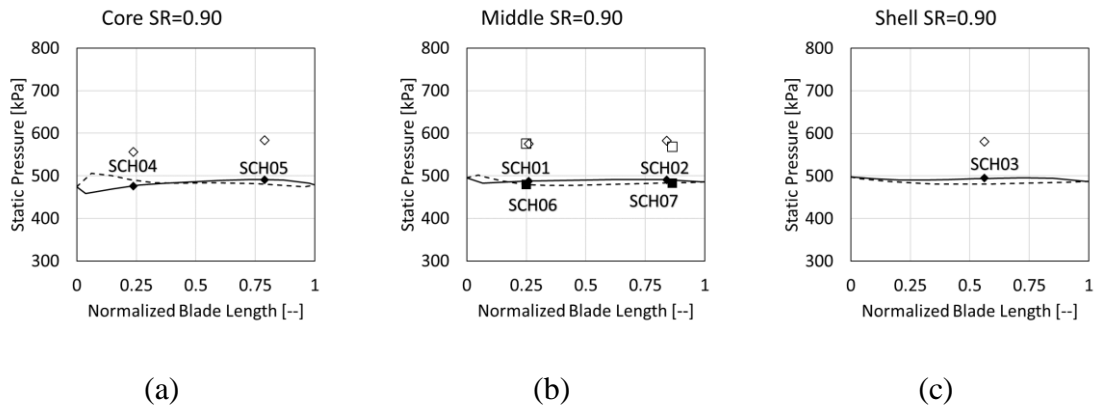 Core SR=0.90
Static Pressure [kPa]
800
700
600
500
400
300
SCH04
SCH05
0
0.25
0.5
0.75
1
Normalized Blade Length [--]
(a)
Middle SR=0.90
Static Pressure [kPa]
800
700
600
500
400
300
SCH01
SCH02
SCH06
SCH07
0
0.25
0.5
0.75
1
Normalized Blade Length [--]
(b)
Shell SR=0.90
Static Pressure [kPa]
800
700
600
500
400
300
SCH03
0
0.25
0.5
0.75
1
Normalized Blade Length [--]
(c)